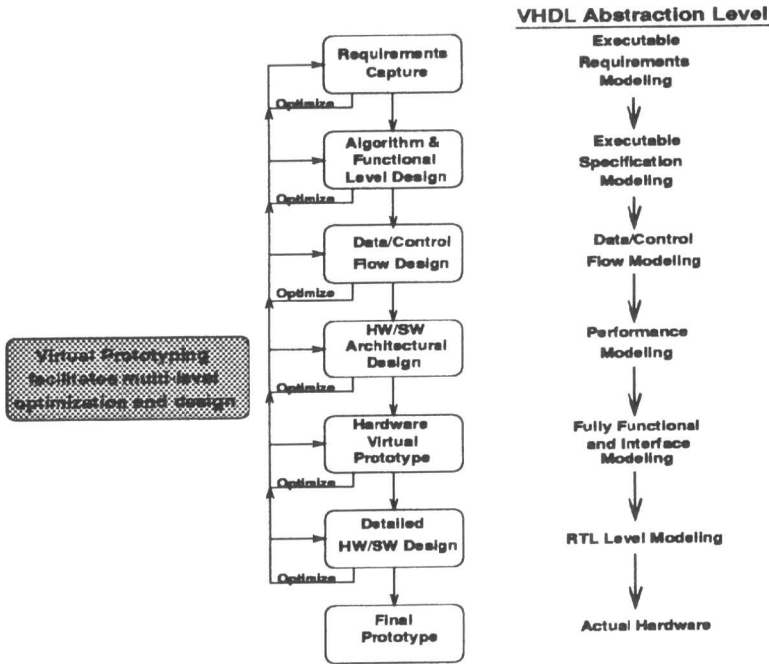 VHDL Abstraction Level
Requirements
Capture
Optimize
Algorithm &
Functional
Level Design
Optimize
Data/Control
Flow Design
Optimize
HW/SW
Architectural
Design
Optimize
Hardware
Virtual
Prototype
Optimize
Detailed
HW/SW Design
Optimize
Final
Prototype
Virtual Prototyping
facilitates multi-level
optimization and design
Executable
Requirements
Modeling
Executable
Specification
Modeling
Data/Control
Flow Modeling
Performance
Modeling
Fully Functional
and Interface
Modeling
RTL Level Modeling
Actual Hardware